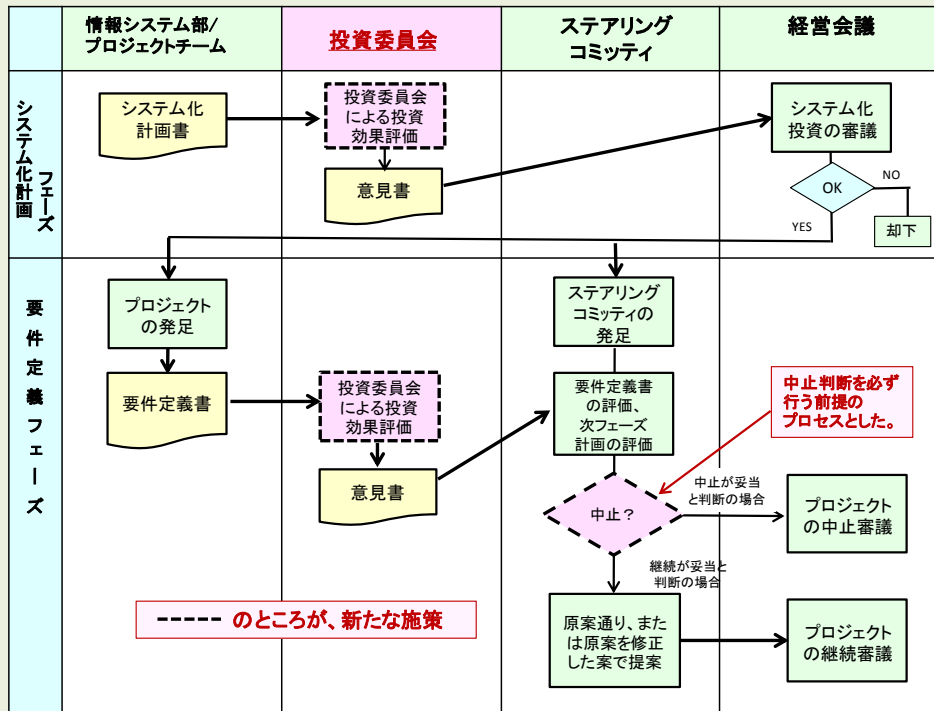 情報システム部/
プロジェクトチーム
投資委員会
ステアリング
コミッティ
経営会議
システム化計画
フェーズ
システム化
計画書
投資委員会
による投資
効果評価
意見書
システム化
投資の審議
OK
NO
YES
却下
要件定義フェーズ
プロジェクト
の発足
要件定義書
投資委員会
による投資
効果評価
意見書
ステアリング
コミッティの
発足
要件定義書
の評価、
次フェーズ
計画の評価
中止判断を必ず
行う前提の
プロセスとした。
中止?
中止が妥当
と判断の場合
プロジェクト
の中止審議
継続が妥当と
判断の場合
原案通り、また
は原案を修正
した案で提案
プロジェクト
の継続審議
----- のところが、新たな施策